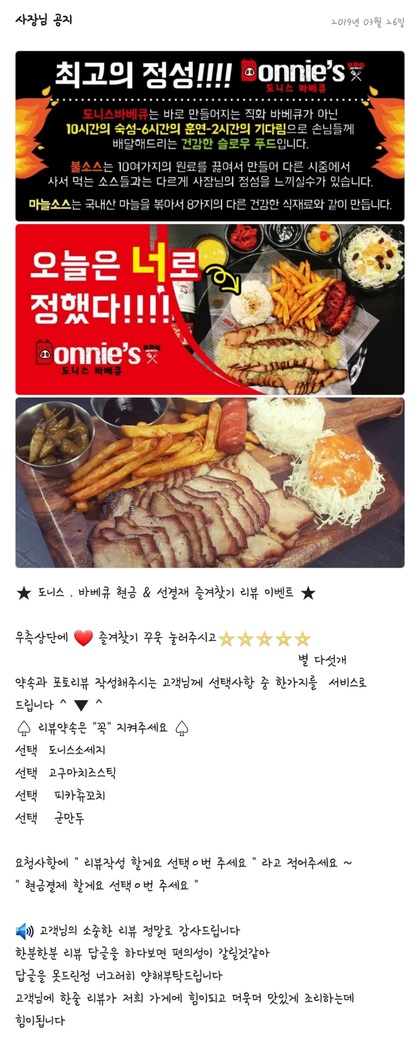 사장님 공지
2019년 03월 26일
최고의 정성!!!! Donnie's BBQ
도니스 바베큐
도니스바베큐는 바로 만들어지는 직화 바베큐가 아닌
10시간의 숙성-6시간의 훈연-2시간의 기다림으로 손님들께
배달해드리는 건강한 슬로우 푸드입니다.
불소스는 10여가지의 원료를 끓여서 만들어 다른 시중에서
사서 먹는 소스들과는 다르게 사장님의 정성을 느끼실수가 있습니다.
마늘소스는 국내산 마늘을 볶아서 8가지의 다른 건강한 식재료와 같이 만듭니다.
오늘은 너로
정했다!!!!
Donnie's BBQ
도니스 바베큐
★ 도니스 . 바베큐 현금 & 선결재 즐겨찾기 리뷰 이벤트 ★
우측상단에 ❤ 즐겨찾기 꾸욱 눌러주시고☆☆☆☆☆
별 다섯개
약속과 포토리뷰 작성해주시는 고객님께 선택사항 중 한가지를 서비스로
드립니다 ^ ▼ ^
♤ 리뷰약속은 "꼭" 지켜주세요 ♤
선택 도니스소세지
선택 고구마치즈스틱
선택 피카츄꼬치
선택 군만두
요청사항에 " 리뷰작성 할게요 선택ㅇ번 주세요 " 라고 적어주세요 ~
" 현금결제 할게요 선택ㅇ번 주세요 "
🔊 고객님의 소중한 리뷰 정말로 감사드립니다
한분한분 리뷰 답글을 하다보면 편의성이 갈릴것같아
답글을 못드린점 너그러히 양해부탁드립니다
고객님에 한줄 리뷰가 저희 가게에 힘이되고 더욱더 맛있게 조리하는데
힘이됩니다